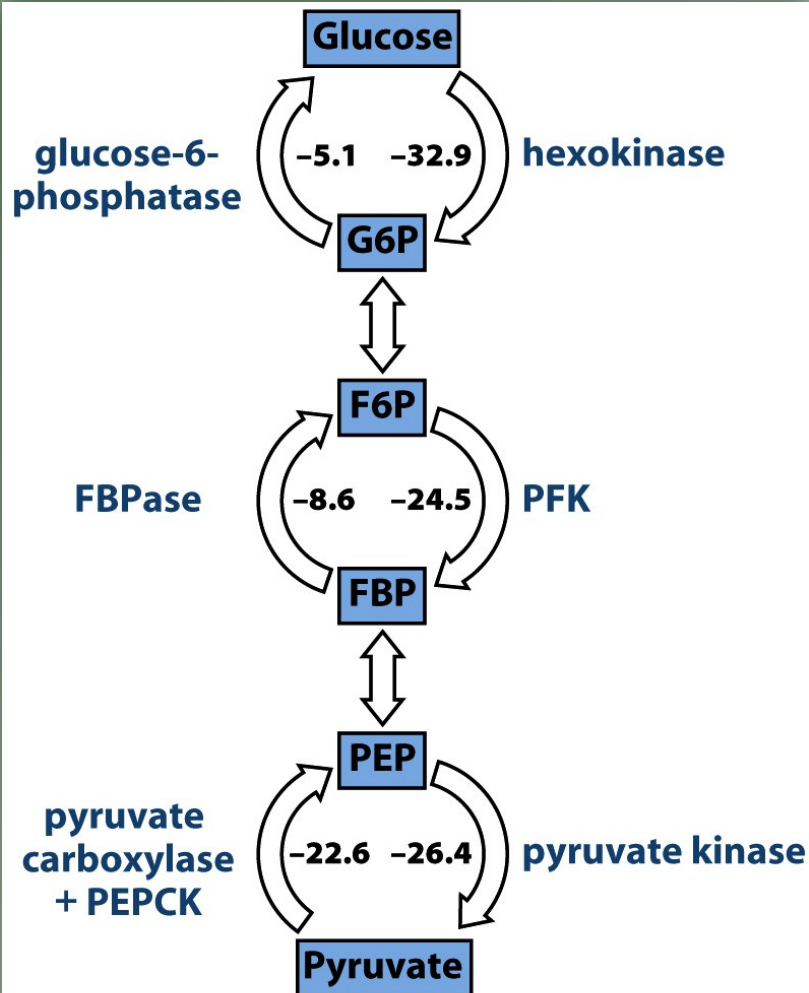 Glucose
glucose-6-
phosphatase
–5.1 –32.9
hexokinase
G6P
F6P
FBPase
–8.6 –24.5
PFK
FBP
PEP
pyruvate
carboxylase
+ PEPCK
–22.6 –26.4
pyruvate kinase
Pyruvate